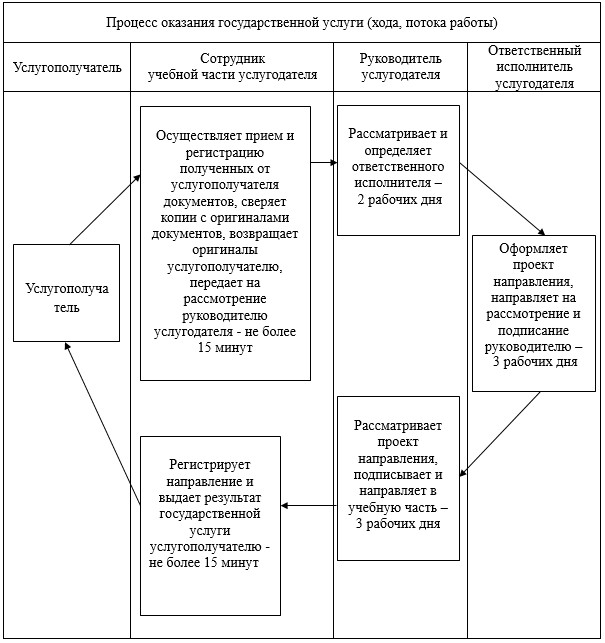 Процесс оказания государственной услуги (хода, потока работы)
Услугополучатель
Сотрудник
учебной части услугодателя
Руководитель
услугодателя
Ответственный
исполнитель
услугодателя
Услугополуча
тель
Осуществляет прием и
регистрацию
полученных от
услугополучателя
документов, сверяет
копии с оригиналами
документов, возвращает
оригиналы
услугополучателю,
передает на
рассмотрение
руководителю
услугодателя - не более
15 минут
Рассматривает и
определяет
ответственного
исполнителя –
2 рабочих дня
Оформляет
проект
направления,
направляет на
рассмотрение и
подписание
руководителю –
3 рабочих дня
Рассматривает
проект
направления,
подписывает и
направляет в
учебную часть –
3 рабочих дня
Регистрирует
направление и
выдает результат
государственной
услуги
услугополучателю -
не более 15 минут